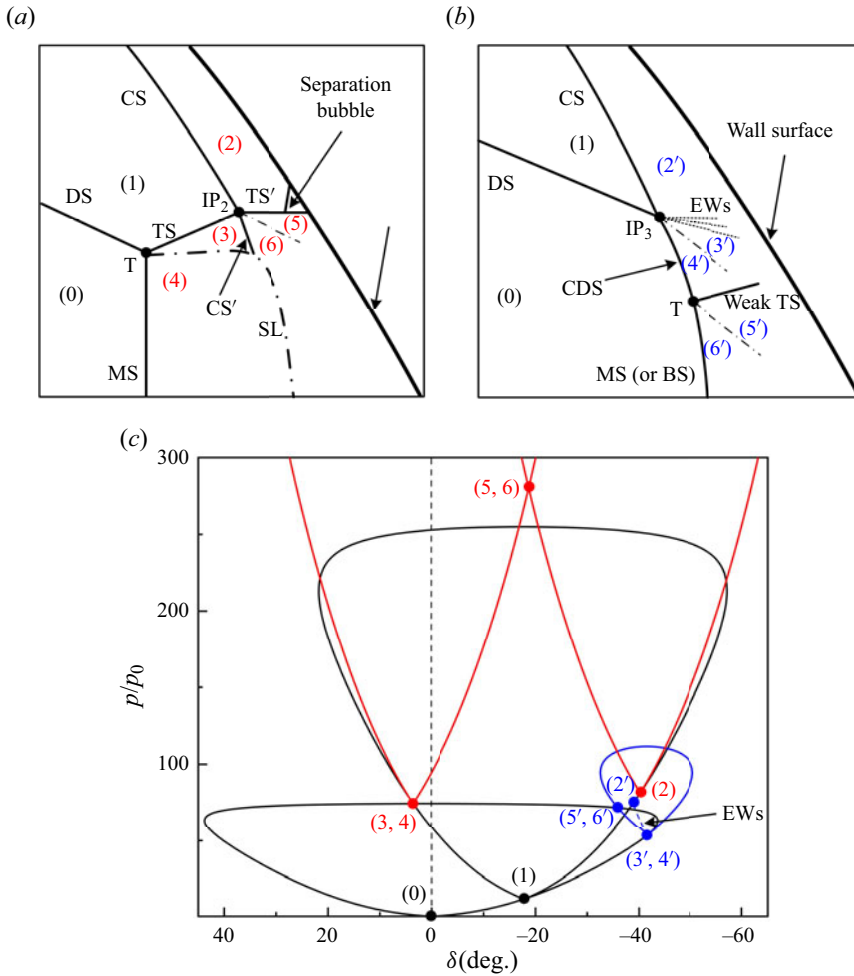 (a)
(b)
CS
Separation
bubble
(2)
(1)
DS
IP2
TS′
TS
(3)
(5)
(6)
T
(4)
(0)
CS′
SL
MS
CS
(1)
Wall surface
(2′)
DS
EWs
IP3
(3′)
(4′)
CDS
(0)
T
Weak TS
(5′)
(6′)
MS (or BS)
(c)
300
(5, 6)
200
p/p0
100
(2′)
(2)
(3, 4)
(5′, 6′)
EWs
(3′, 4′)
(0)
(1)
40
20
0
–20
–40
–60
δ(deg.)